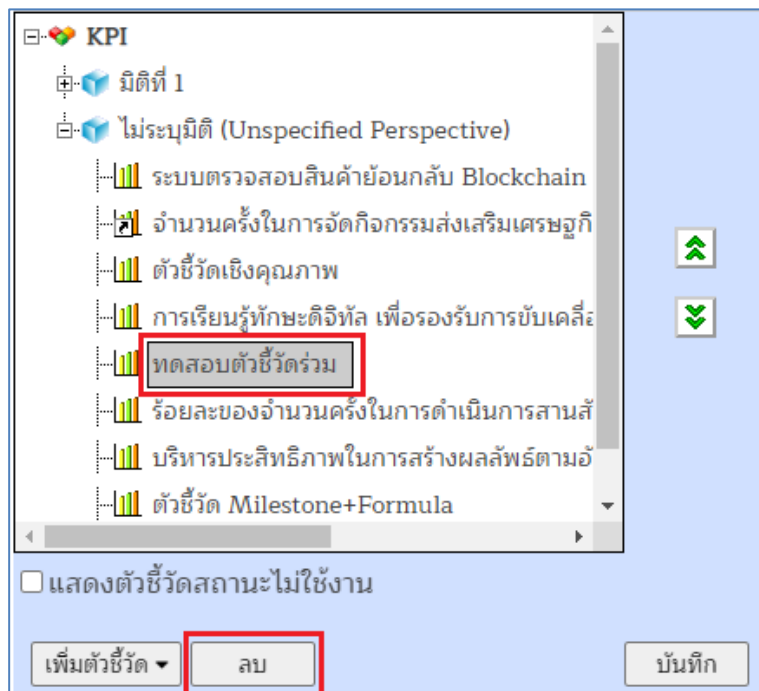 KPI
มิติที่ 1
ไม่ระบุมิติ (Unspecified Perspective)
ระบบตรวจสอบสินค้าย้อนกลับ Blockchain
จำนวนครั้งในการจัดกิจกรรมส่งเสริมเศรษฐกิ
ตัวชี้วัดเชิงคุณภาพ
การเรียนรู้ทักษะดิจิทัล เพื่อรองรับการขับเคลื่อ
ทดสอบตัวชี้วัดร่วม
ร้อยละของจำนวนครั้งในการดำเนินการสานสั
บริหารประสิทธิภาพในการสร้างผลลัพธ์ตามอั
ตัวชี้วัด Milestone+Formula
แสดงตัวชี้วัดสถานะไม่ใช้งาน
เพิ่มตัวชี้วัด ลบ บันทึก